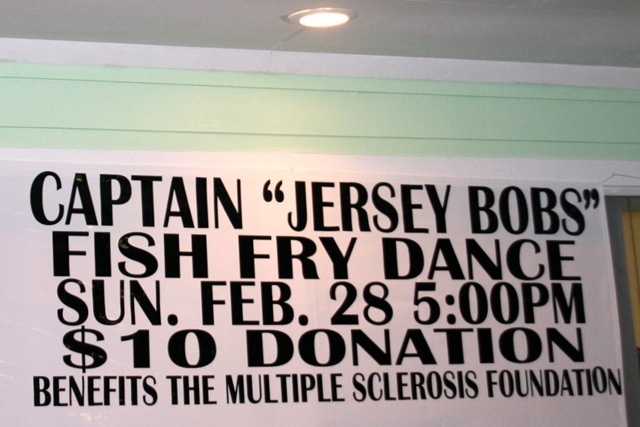 CAPTAIN “JERSEY BOBS”
FISH FRY DANCE
SUN. FEB. 28 5:00PM
$10 DONATION
BENEFITS THE MULTIPLE SCLEROSIS FOUNDATION